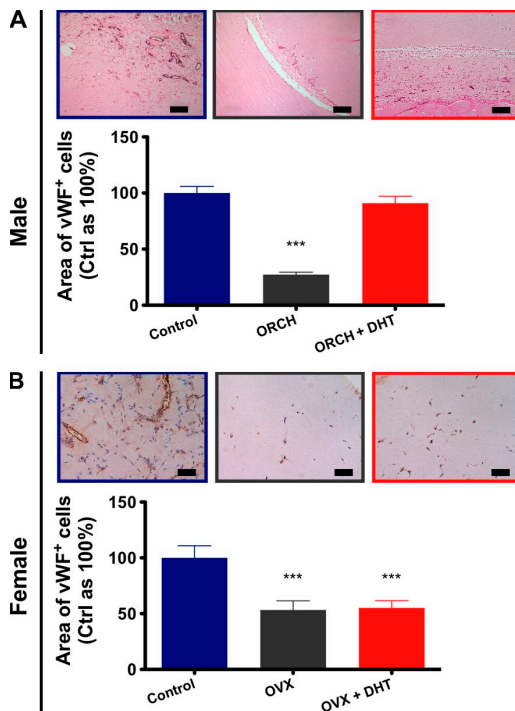 A
Male
Area of vWF⁺ cells
(Ctrl as 100%)
150
100
50
0
***
Control
ORCH
ORCH + DHT
B
Female
Area of vWF⁺ cells
(Ctrl as 100%)
150
100
50
0
***
***
Control
OVX
OVX + DHT